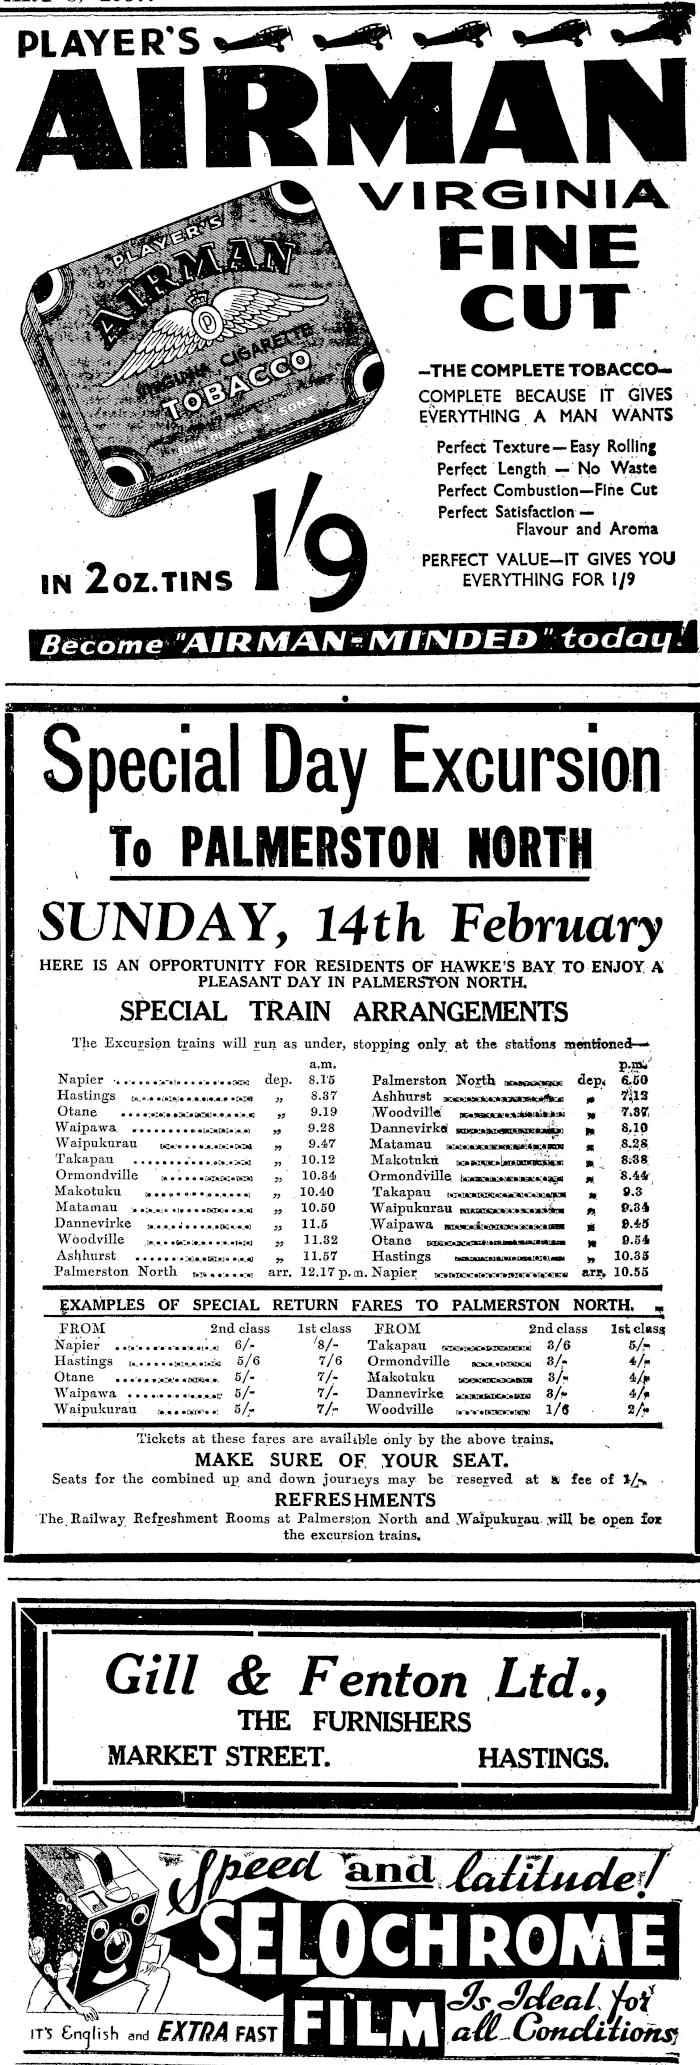 PLAYER'S
AIRMAN
VIRGINIA
FINE
CUT
PLAYER'S
AIRMAN
VIRGINIA CIGARETTE
TOBACCO
JOHN PLAYER & SONS
—THE COMPLETE TOBACCO—
COMPLETE BECAUSE IT GIVES
EVERYTHING A MAN WANTS
Perfect Texture—Easy Rolling
Perfect Length — No Waste
Perfect Combustion—Fine Cut
Perfect Satisfaction —
Flavour and Aroma
PERFECT VALUE—IT GIVES YOU
EVERYTHING FOR 1/9
IN 2 OZ. TINS 1/9
Become "AIRMAN-MINDED" today!
Special Day Excursion
To PALMERSTON NORTH
SUNDAY, 14th February
HERE IS AN OPPORTUNITY FOR RESIDENTS OF HAWKE'S BAY TO ENJOY A
PLEASANT DAY IN PALMERSTON NORTH.
SPECIAL TRAIN ARRANGEMENTS
The Excursion trains will run as under, stopping only at the stations mentioned—
a.m. p.m.
Napier dep. 8.15 Palmerston North dep. 6.50
Hastings ,, 8.37 Ashhurst ,, 7.12
Otane ,, 9.19 Woodville ,, 7.37
Waipawa ,, 9.28 Dannevirke ,, 8.10
Waipukurau ,, 9.47 Matamau ,, 8.28
Takapau ,, 10.12 Makotuku ,, 8.38
Ormondville ,, 10.34 Ormondville ,, 8.44
Makotuku ,, 10.40 Takapau ,, 9.3
Matamau ,, 10.50 Waipukurau ,, 9.34
Dannevirke ,, 11.5 Waipawa ,, 9.45
Woodville ,, 11.32 Otane ,, 9.54
Ashhurst ,, 11.57 Hastings ,, 10.35
Palmerston North arr. 12.17 p.m. Napier arr. 10.55
EXAMPLES OF SPECIAL RETURN FARES TO PALMERSTON NORTH.
FROM 2nd class 1st class FROM 2nd class 1st class
Napier 6/- 8/- Takapau 3/6 5/-
Hastings 5/6 7/6 Ormondville 3/- 4/-
Otane 5/- 7/- Makotuku 3/- 4/-
Waipawa 5/- 7/- Dannevirke 3/- 4/-
Waipukurau 5/- 7/- Woodville 1/6 2/-
Tickets at these fares are available only by the above trains.
MAKE SURE OF YOUR SEAT.
Seats for the combined up and down journeys may be reserved at a fee of 1/-.
REFRESHMENTS
The Railway Refreshment Rooms at Palmerston North and Waipukurau will be open for
the excursion trains.
Gill & Fenton Ltd.,
THE FURNISHERS
MARKET STREET. HASTINGS.
Speed and latitude!
SELOCHROME
FILM
Is Ideal for
all Conditions
IT'S English and EXTRA FAST